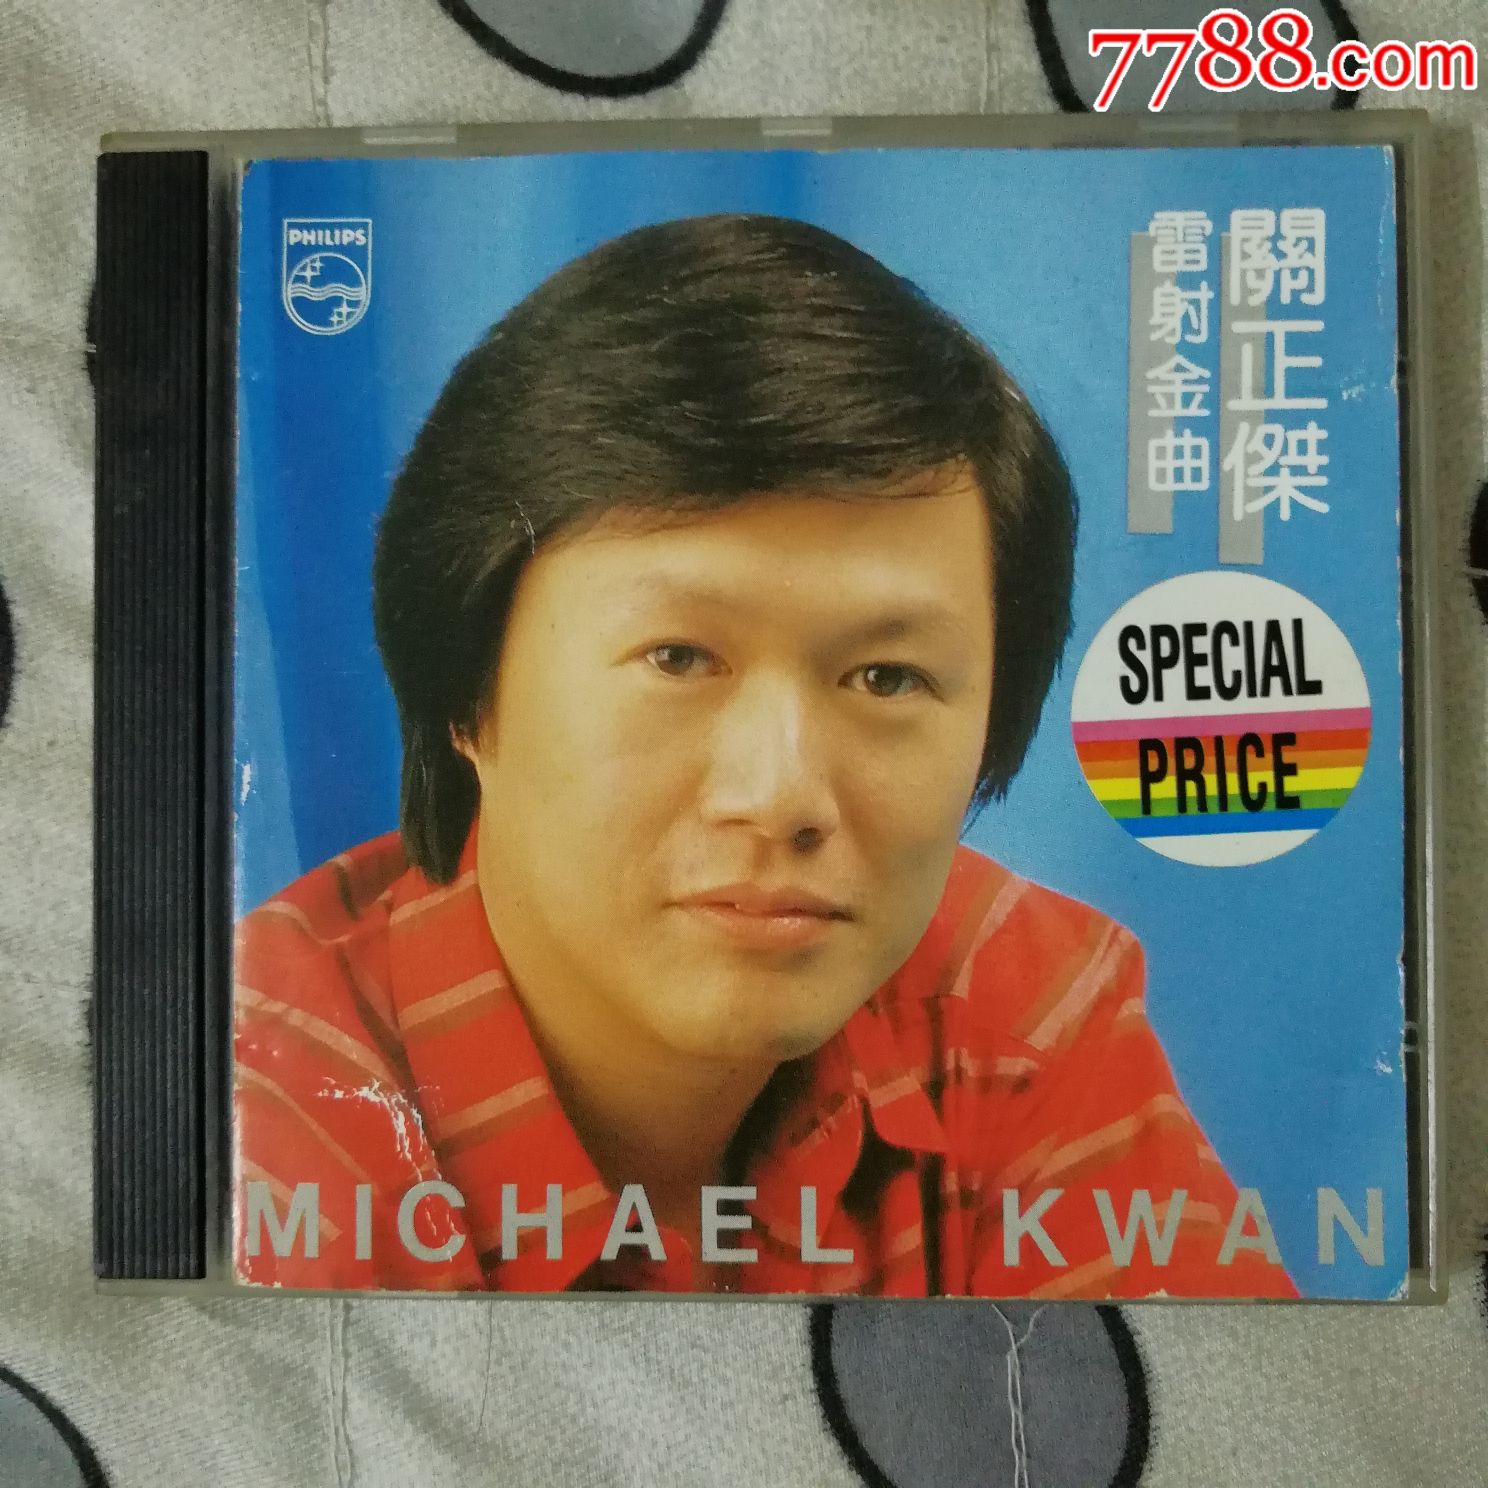 7788.com
PHILIPS
關正傑
雷射金曲
SPECIAL
PRICE
MICHAEL KWAN